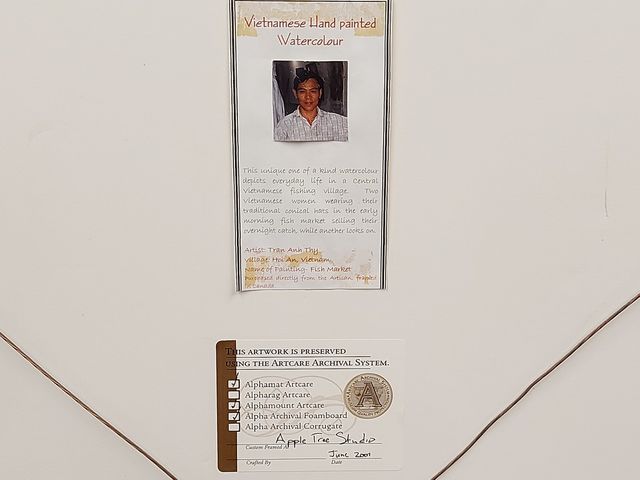 Vietnamese Hand painted
Watercolour
This unique one of a kind watercolour
depicts everyday life in a Central
Vietnamese fishing village. Two
Vietnamese women wearing their
traditional conical hats in the early
morning fish market selling their
overnight catch, while another looks on.
Artist: Tran Anh Thy
Village: Hoi An, Vietnam
Name of Painting- Fish Market
Purchased directly from the Artisan, framed
in Canada
THIS ARTWORK IS PRESERVED
USING THE ARTCARE ARCHIVAL SYSTEM.
Alphamat Artcare
Alpharag Artcare
Alphamount Artcare
Alpha Archival Foamboard
Alpha Archival Corrugate
Apple Tree Studio
Custom Framed At
June 2001
Crafted By Date